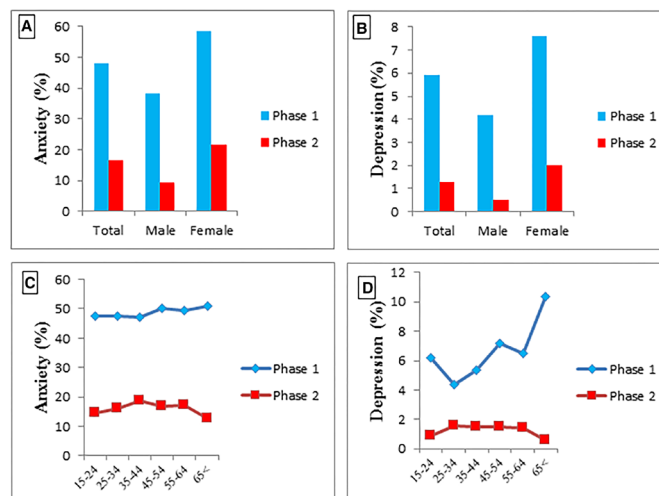 A
Anxiety (%)
60
50
40
30
20
10
0
Total Male Female
Phase 1
Phase 2
B
Depression (%)
8
7
6
5
4
3
2
1
0
Total Male Female
Phase 1
Phase 2
C
Anxiety (%)
60
50
40
30
20
10
0
15-24 25-34 35-44 45-54 55-64 65<
Phase 1
Phase 2
D
Depression (%)
12
10
8
6
4
2
0
15-24 25-34 35-44 45-54 55-64 65<
Phase 1
Phase 2